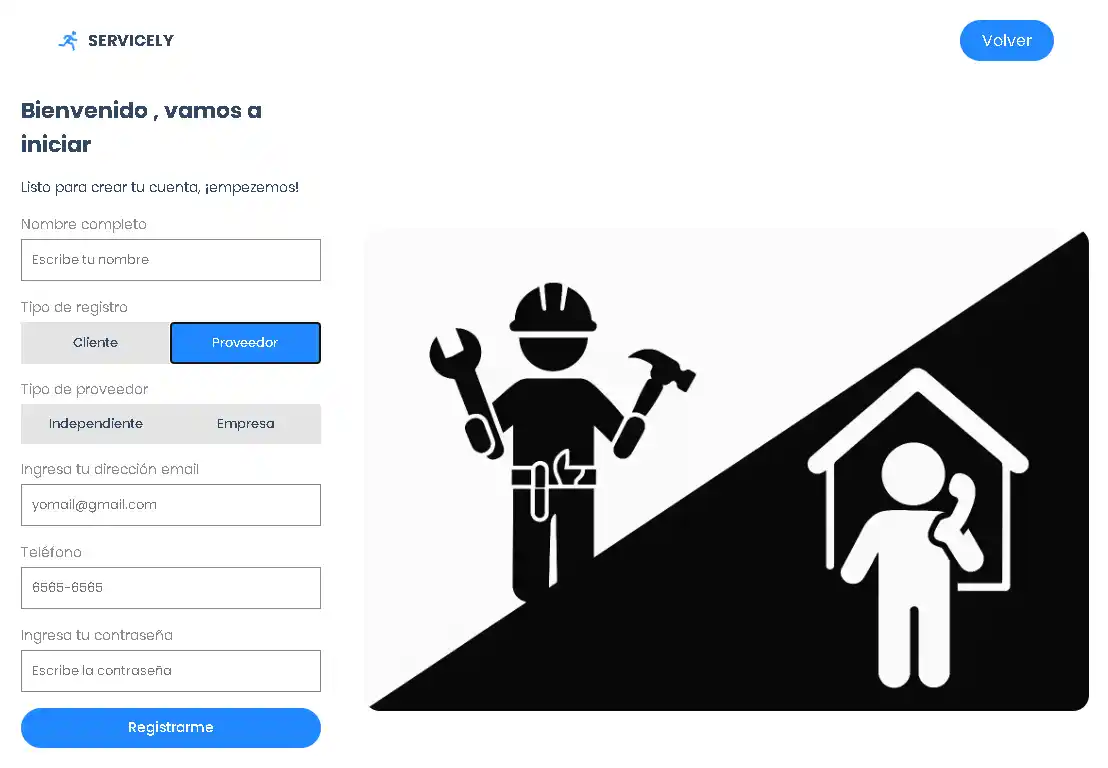 SERVICELY
Volver
Bienvenido , vamos a
iniciar
Listo para crear tu cuenta, ¡empezemos!
Nombre completo
Escribe tu nombre
Tipo de registro
Cliente
Proveedor
Tipo de proveedor
Independiente
Empresa
Ingresa tu dirección email
yomail@gmail.com
Teléfono
6565-6565
Ingresa tu contraseña
Escribe la contraseña
Registrarme